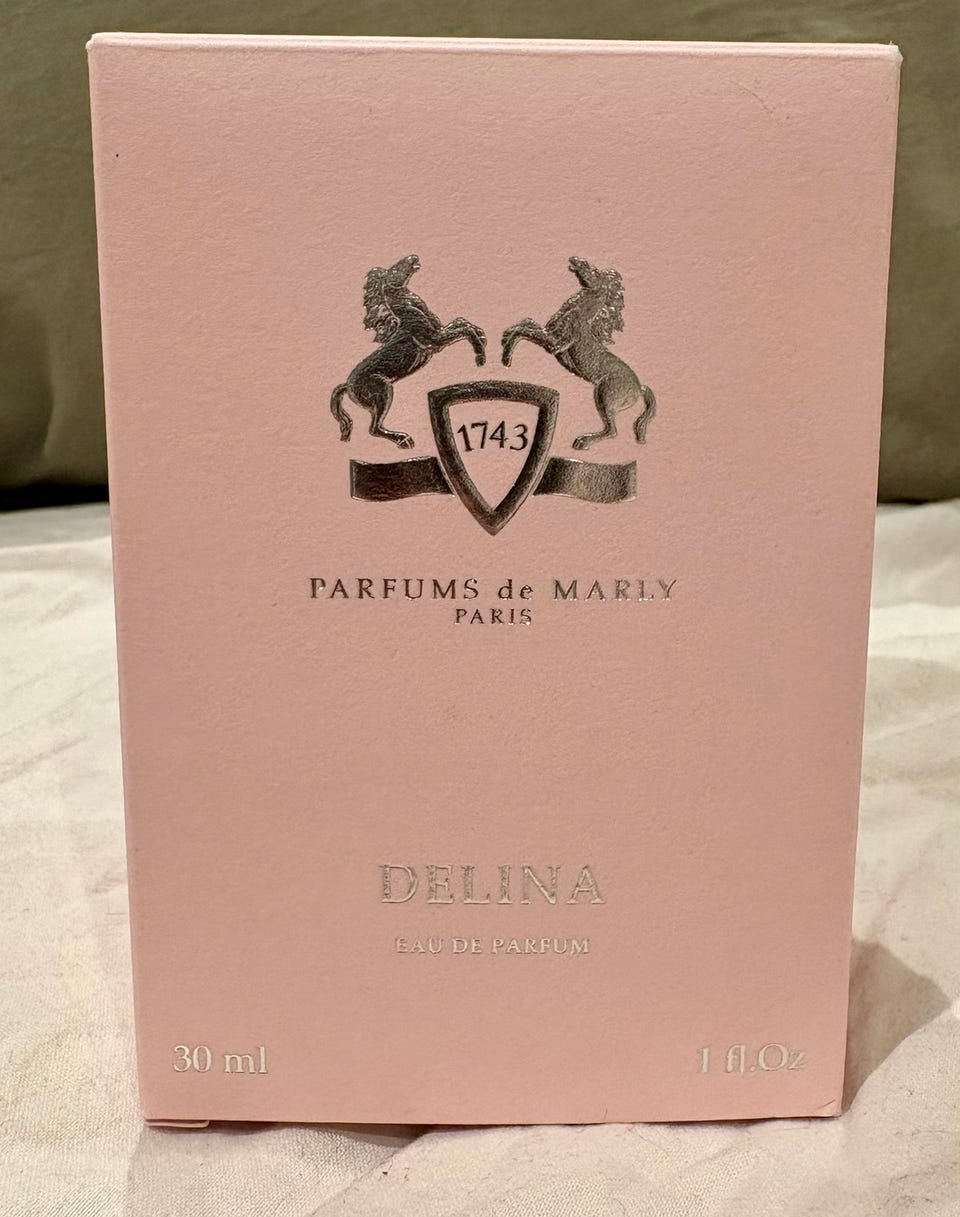 1743
PARFUMS de MARLY
PARIS
DELINA
EAU DE PARFUM
30 ml
1 fl.Oz